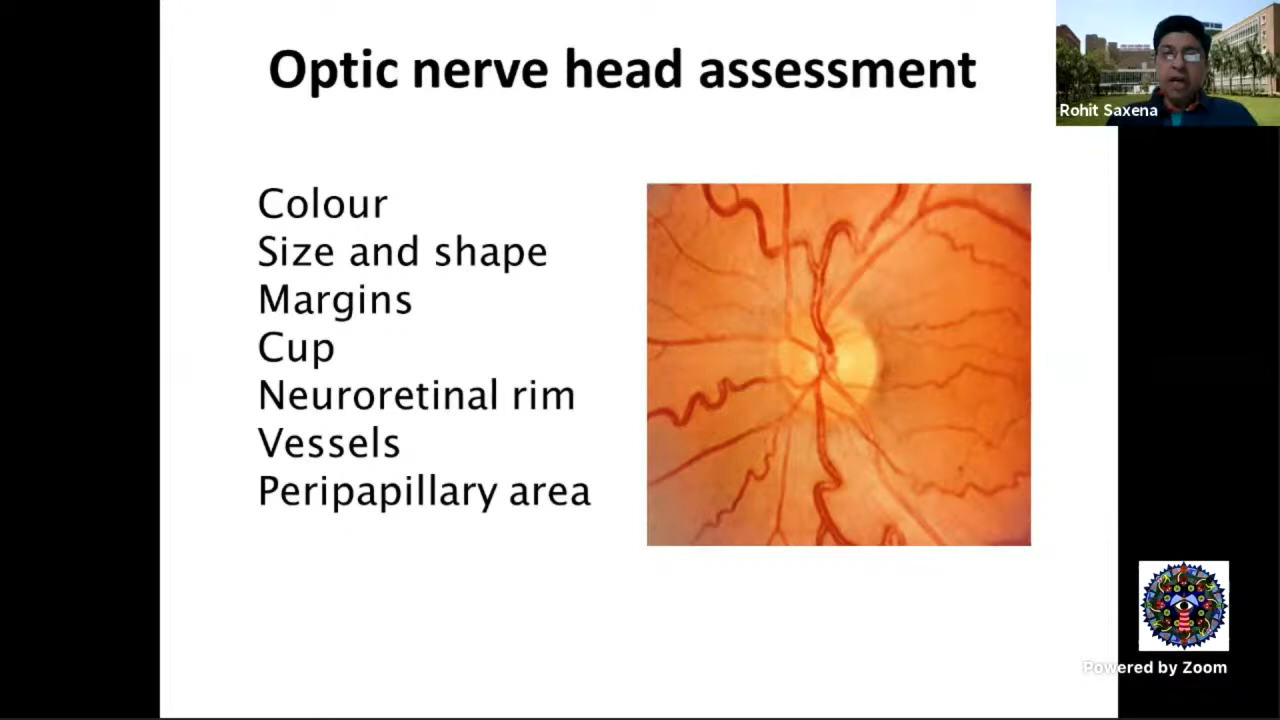 Optic nerve head assessment
Rohit Saxena
Colour
Size and shape
Margins
Cup
Neuroretinal rim
Vessels
Peripapillary area
Powered by Zoom